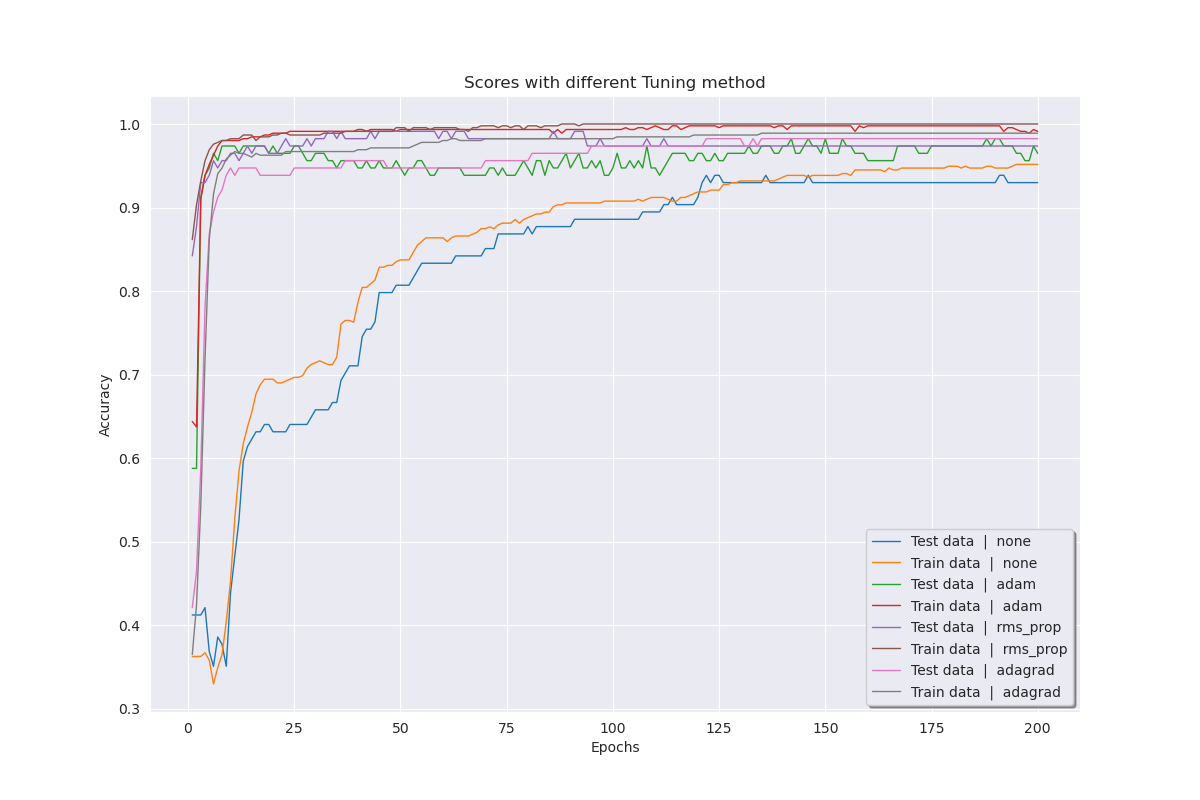 Scores with different Tuning method
1.0
0.9
0.8
0.7
0.6
0.5
0.4
0.3
Accuracy
0 25 50 75 100 125 150 175 200
Epochs
Test data | none
Train data | none
Test data | adam
Train data | adam
Test data | rms_prop
Train data | rms_prop
Test data | adagrad
Train data | adagrad